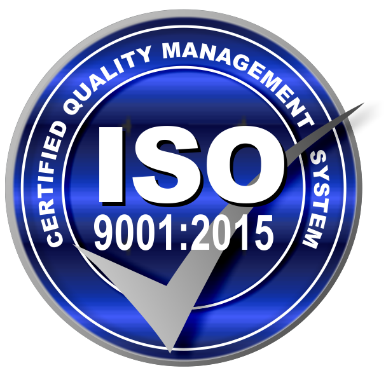 CERTIFIED QUALITY MANAGEMENT SYSTEM
ISO
9001:2015